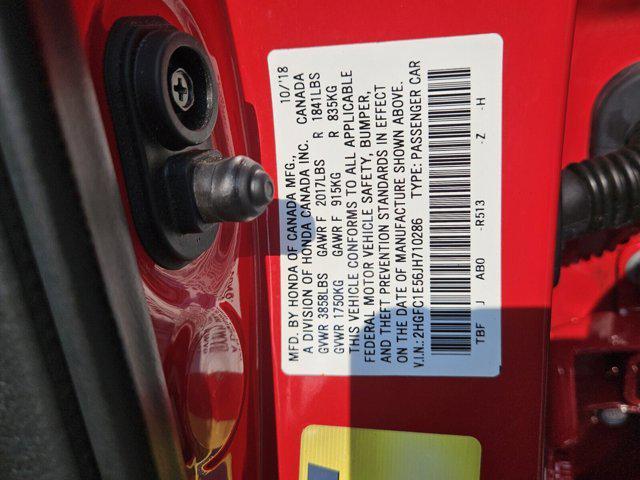 MFD. BY HONDA OF CANADA MFG., 10/'18
A DIVISION OF HONDA CANADA INC. CANADA
GVWR 3858LBS GAWR F 2017LBS R 1841LBS
GVWR 1750KG GAWR F 915KG R 835KG
THIS VEHICLE CONFORMS TO ALL APPLICABLE
FEDERAL MOTOR VEHICLE SAFETY, BUMPER,
AND THEFT PREVENTION STANDARDS IN EFFECT
ON THE DATE OF MANUFACTURE SHOWN ABOVE.
V.I.N.:2HGFC1E56JH710286 TYPE: PASSENGER CAR
TBF J AB0 -R513 -Z -H